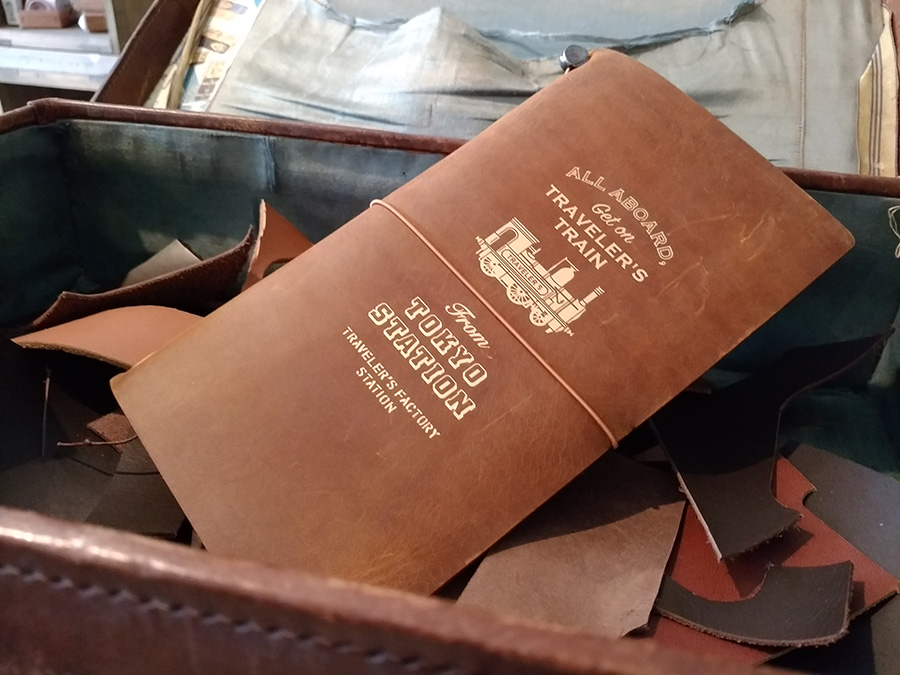 ALL ABOARD,
Get on
TRAVELER'S
TRAIN
TRAVELER'S
From
TOKYO
STATION
TRAVELER'S FACTORY
STATION